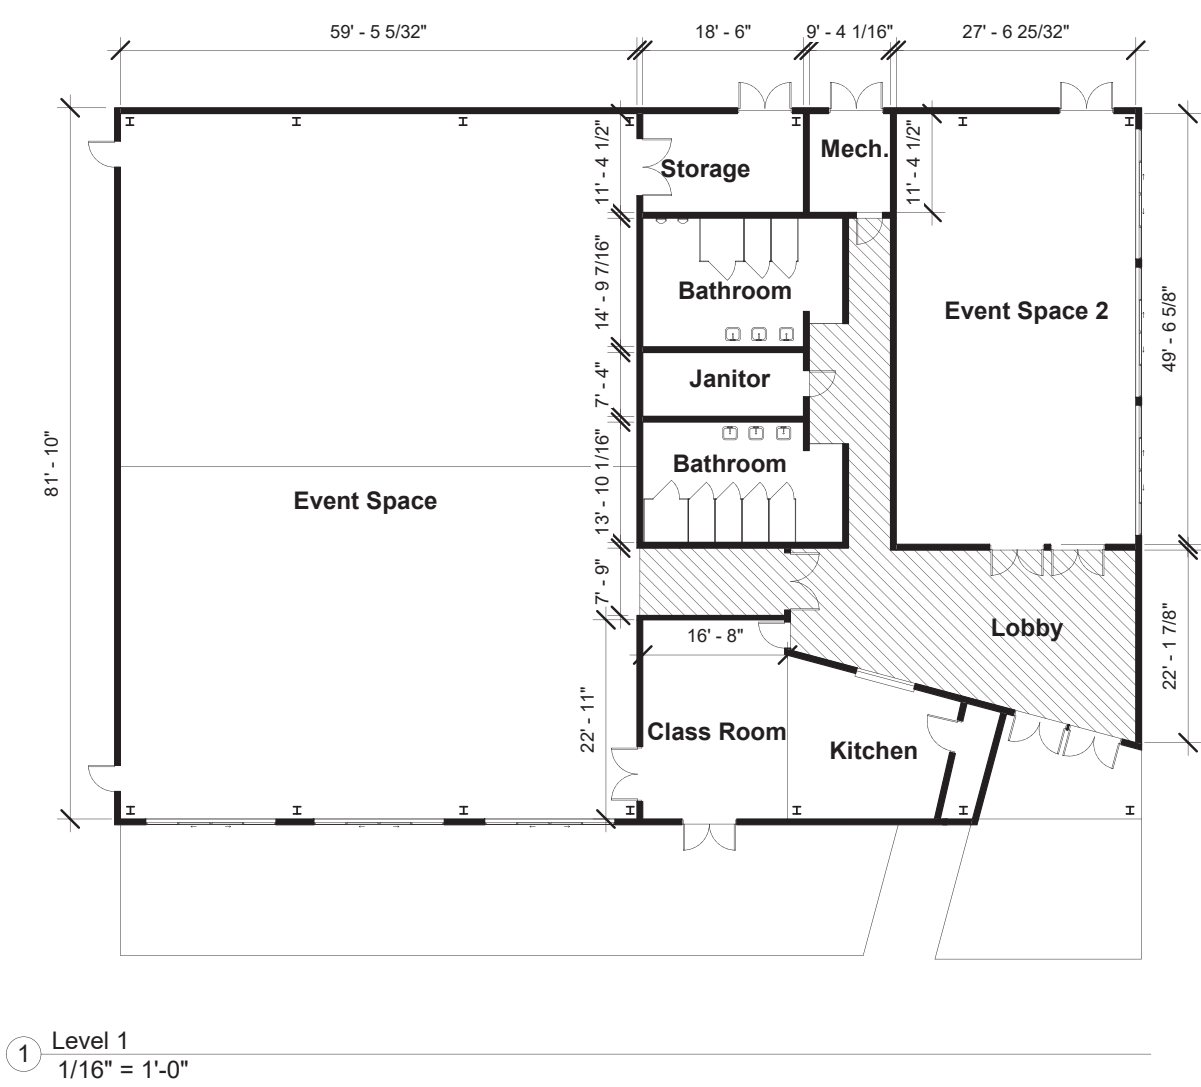 59' - 5 5/32"
18' - 6"
9' - 4 1/16"
27' - 6 25/32"
11' - 4 1/2"
Storage
Mech.
11' - 4 1/2"
14' - 9 7/16"
Bathroom
Event Space 2
49' - 6 5/8"
7' - 4"
Janitor
81' - 10"
Event Space
13' - 10 1/16"
Bathroom
7' - 9"
16' - 8"
Lobby
22' - 1 7/8"
22' - 11"
Class Room
Kitchen
1
Level 1
1/16" = 1'-0"